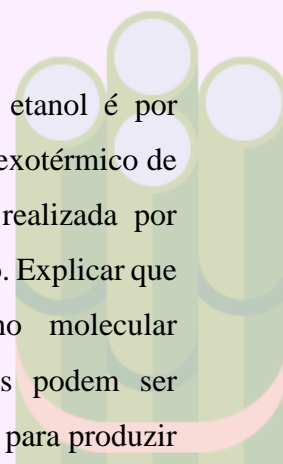 etanol é por
exotérmico de
realizada por
. Explicar que
no molecular
s podem ser
para produzir